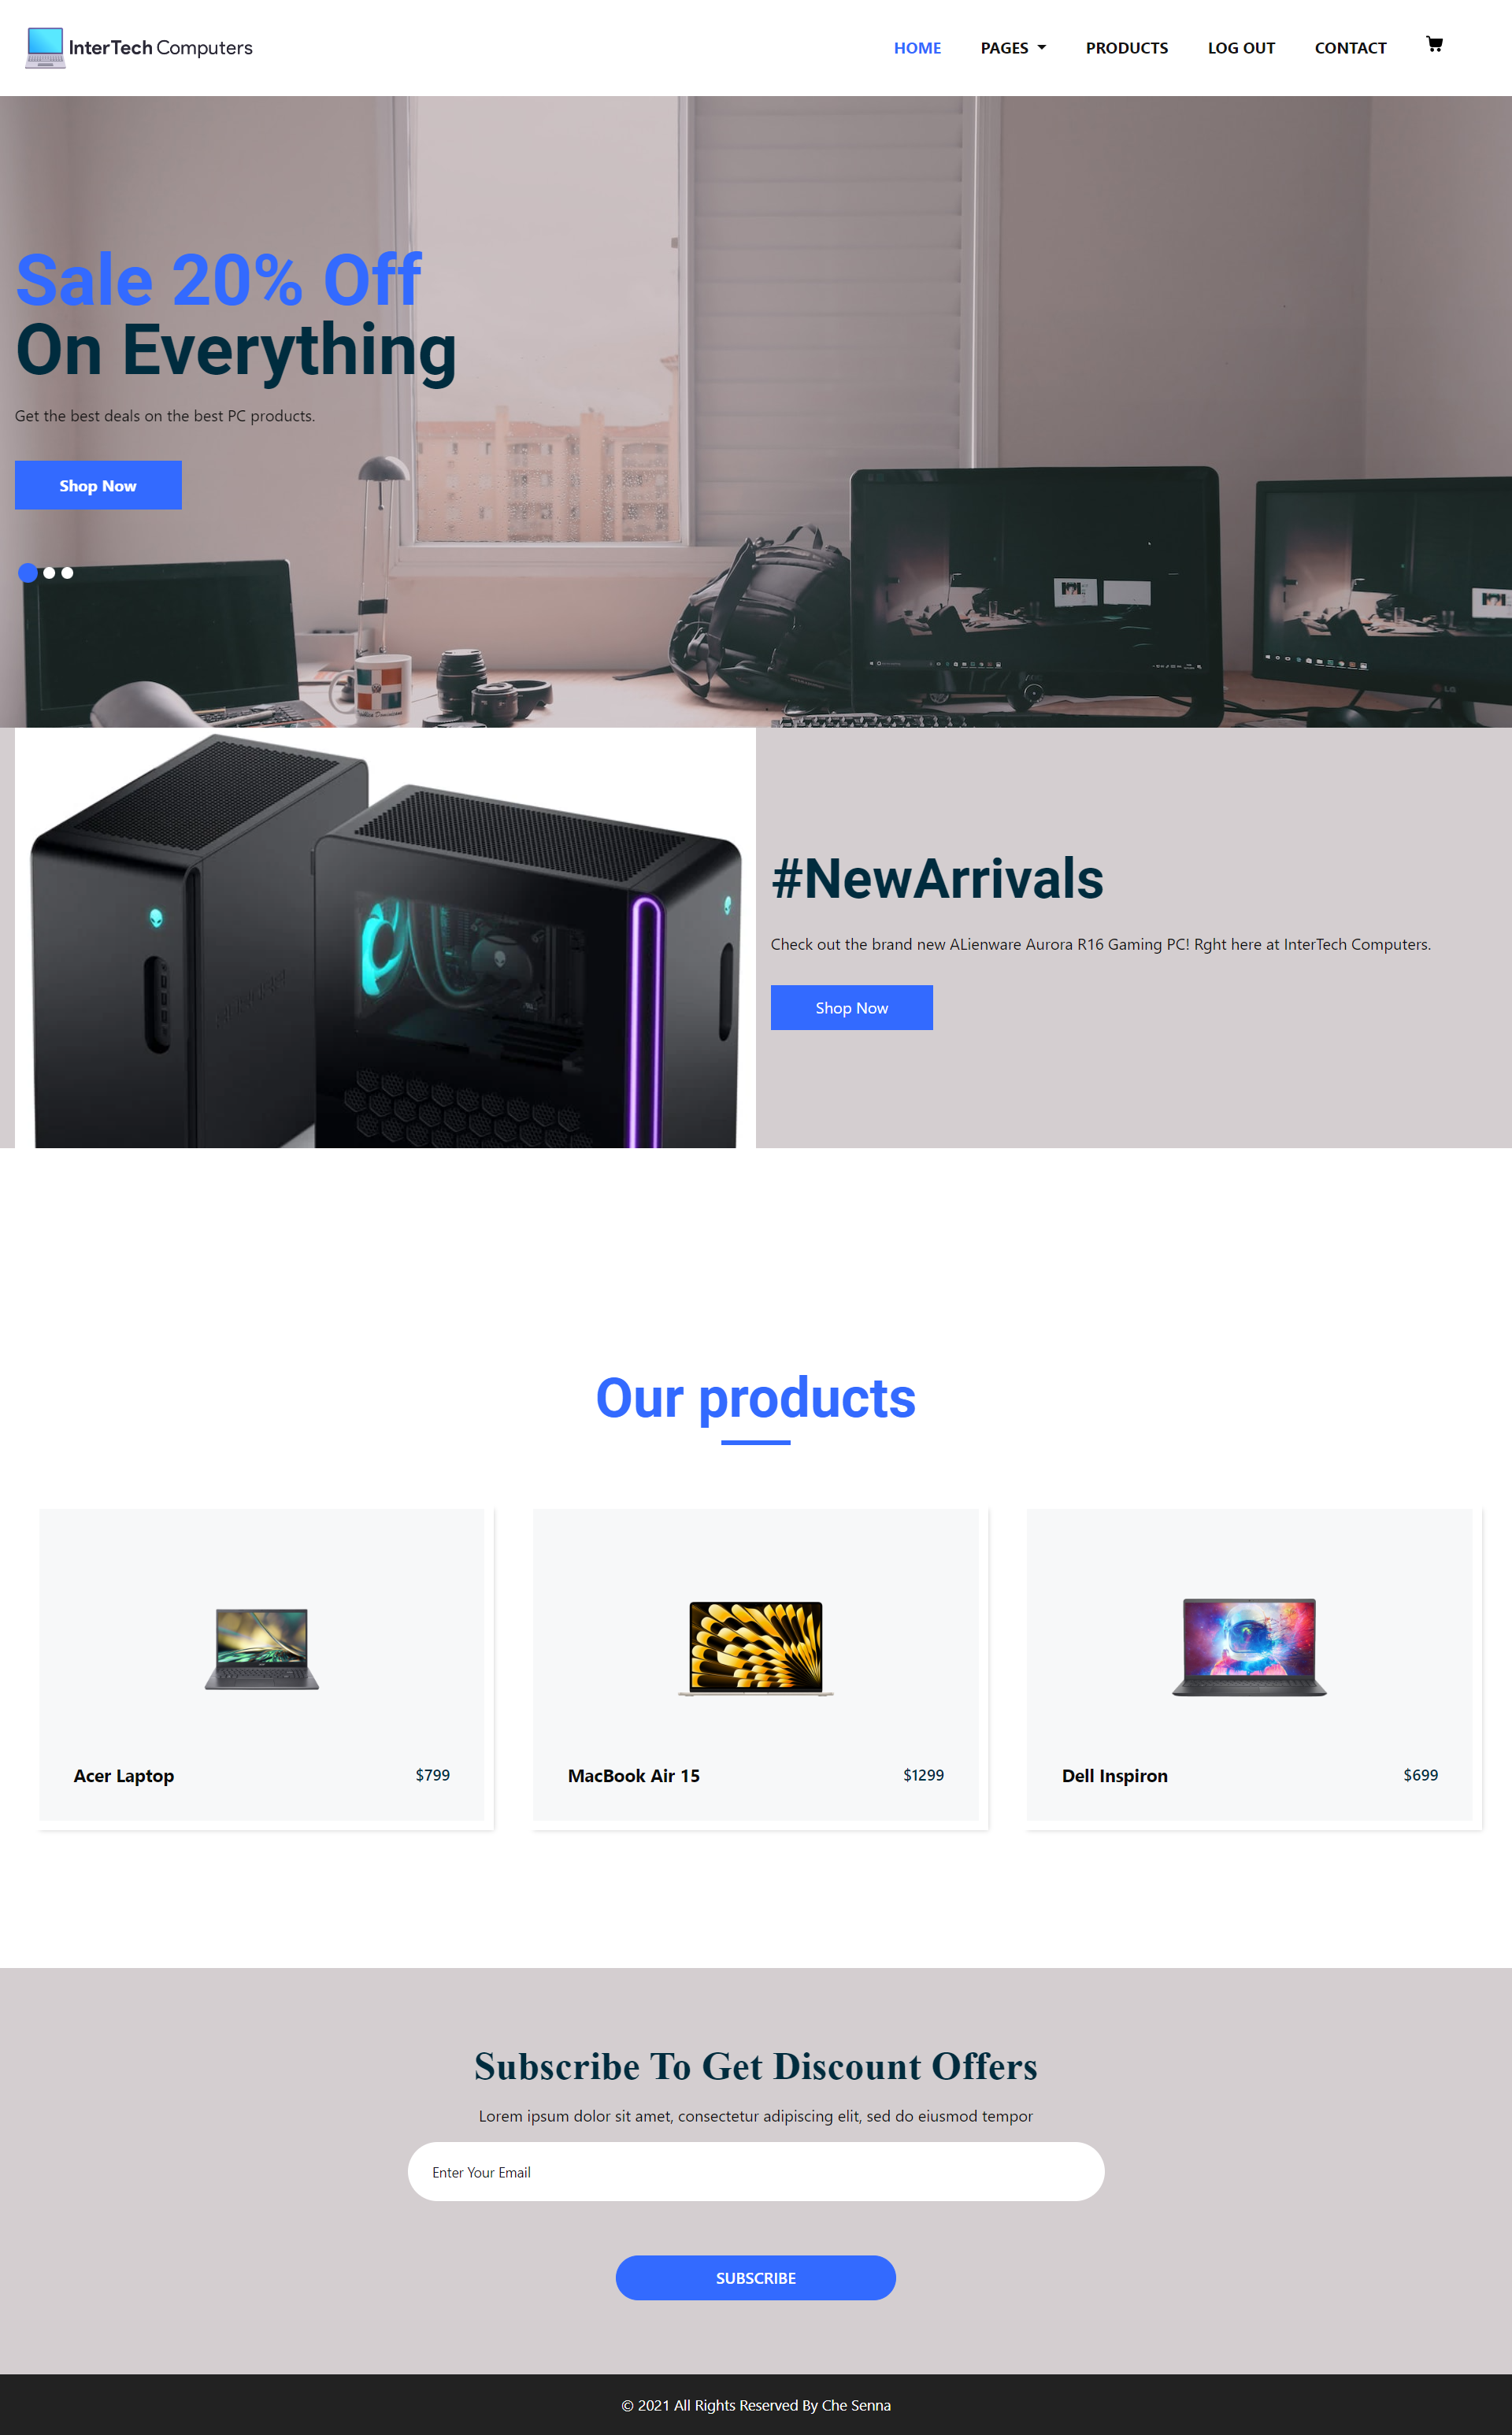 InterTech Computers
HOME PAGES PRODUCTS LOG OUT CONTACT
Sale 20% Off
On Everything
Get the best deals on the best PC products.
Shop Now
LG
#NewArrivals
Check out the brand new ALienware Aurora R16 Gaming PC! Rght here at InterTech Computers.
Shop Now
Our products
Acer Laptop $799
MacBook Air 15 $1299
Dell Inspiron $699
Subscribe To Get Discount Offers
Lorem ipsum dolor sit amet, consectetur adipiscing elit, sed do eiusmod tempor
Enter Your Email
SUBSCRIBE
© 2021 All Rights Reserved By Che Senna